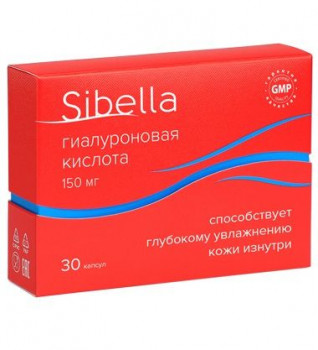 Sibella
гиалуроновая
кислота
150 мг
GMP
способствует
глубокому увлажнению
кожи изнутри
30 капсул